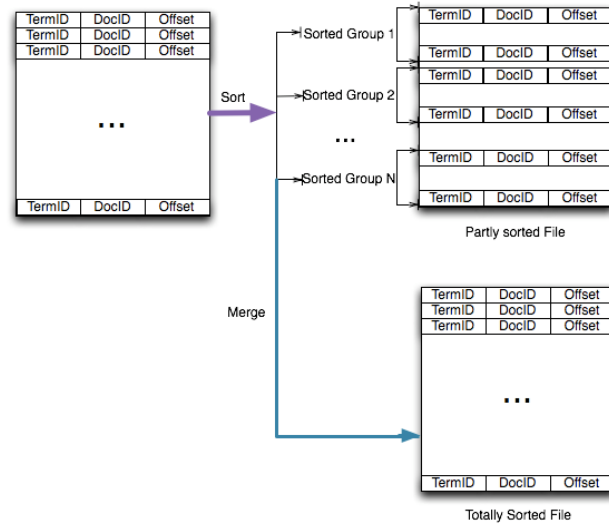 TermID DocID Offset
TermID DocID Offset
TermID DocID Offset
...
TermID DocID Offset
Sort
Sorted Group 1
Sorted Group 2
...
Sorted Group N
TermID DocID Offset
TermID DocID Offset
TermID DocID Offset
TermID DocID Offset
TermID DocID Offset
TermID DocID Offset
Partly sorted File
Merge
TermID DocID Offset
TermID DocID Offset
TermID DocID Offset
...
TermID DocID Offset
Totally Sorted File